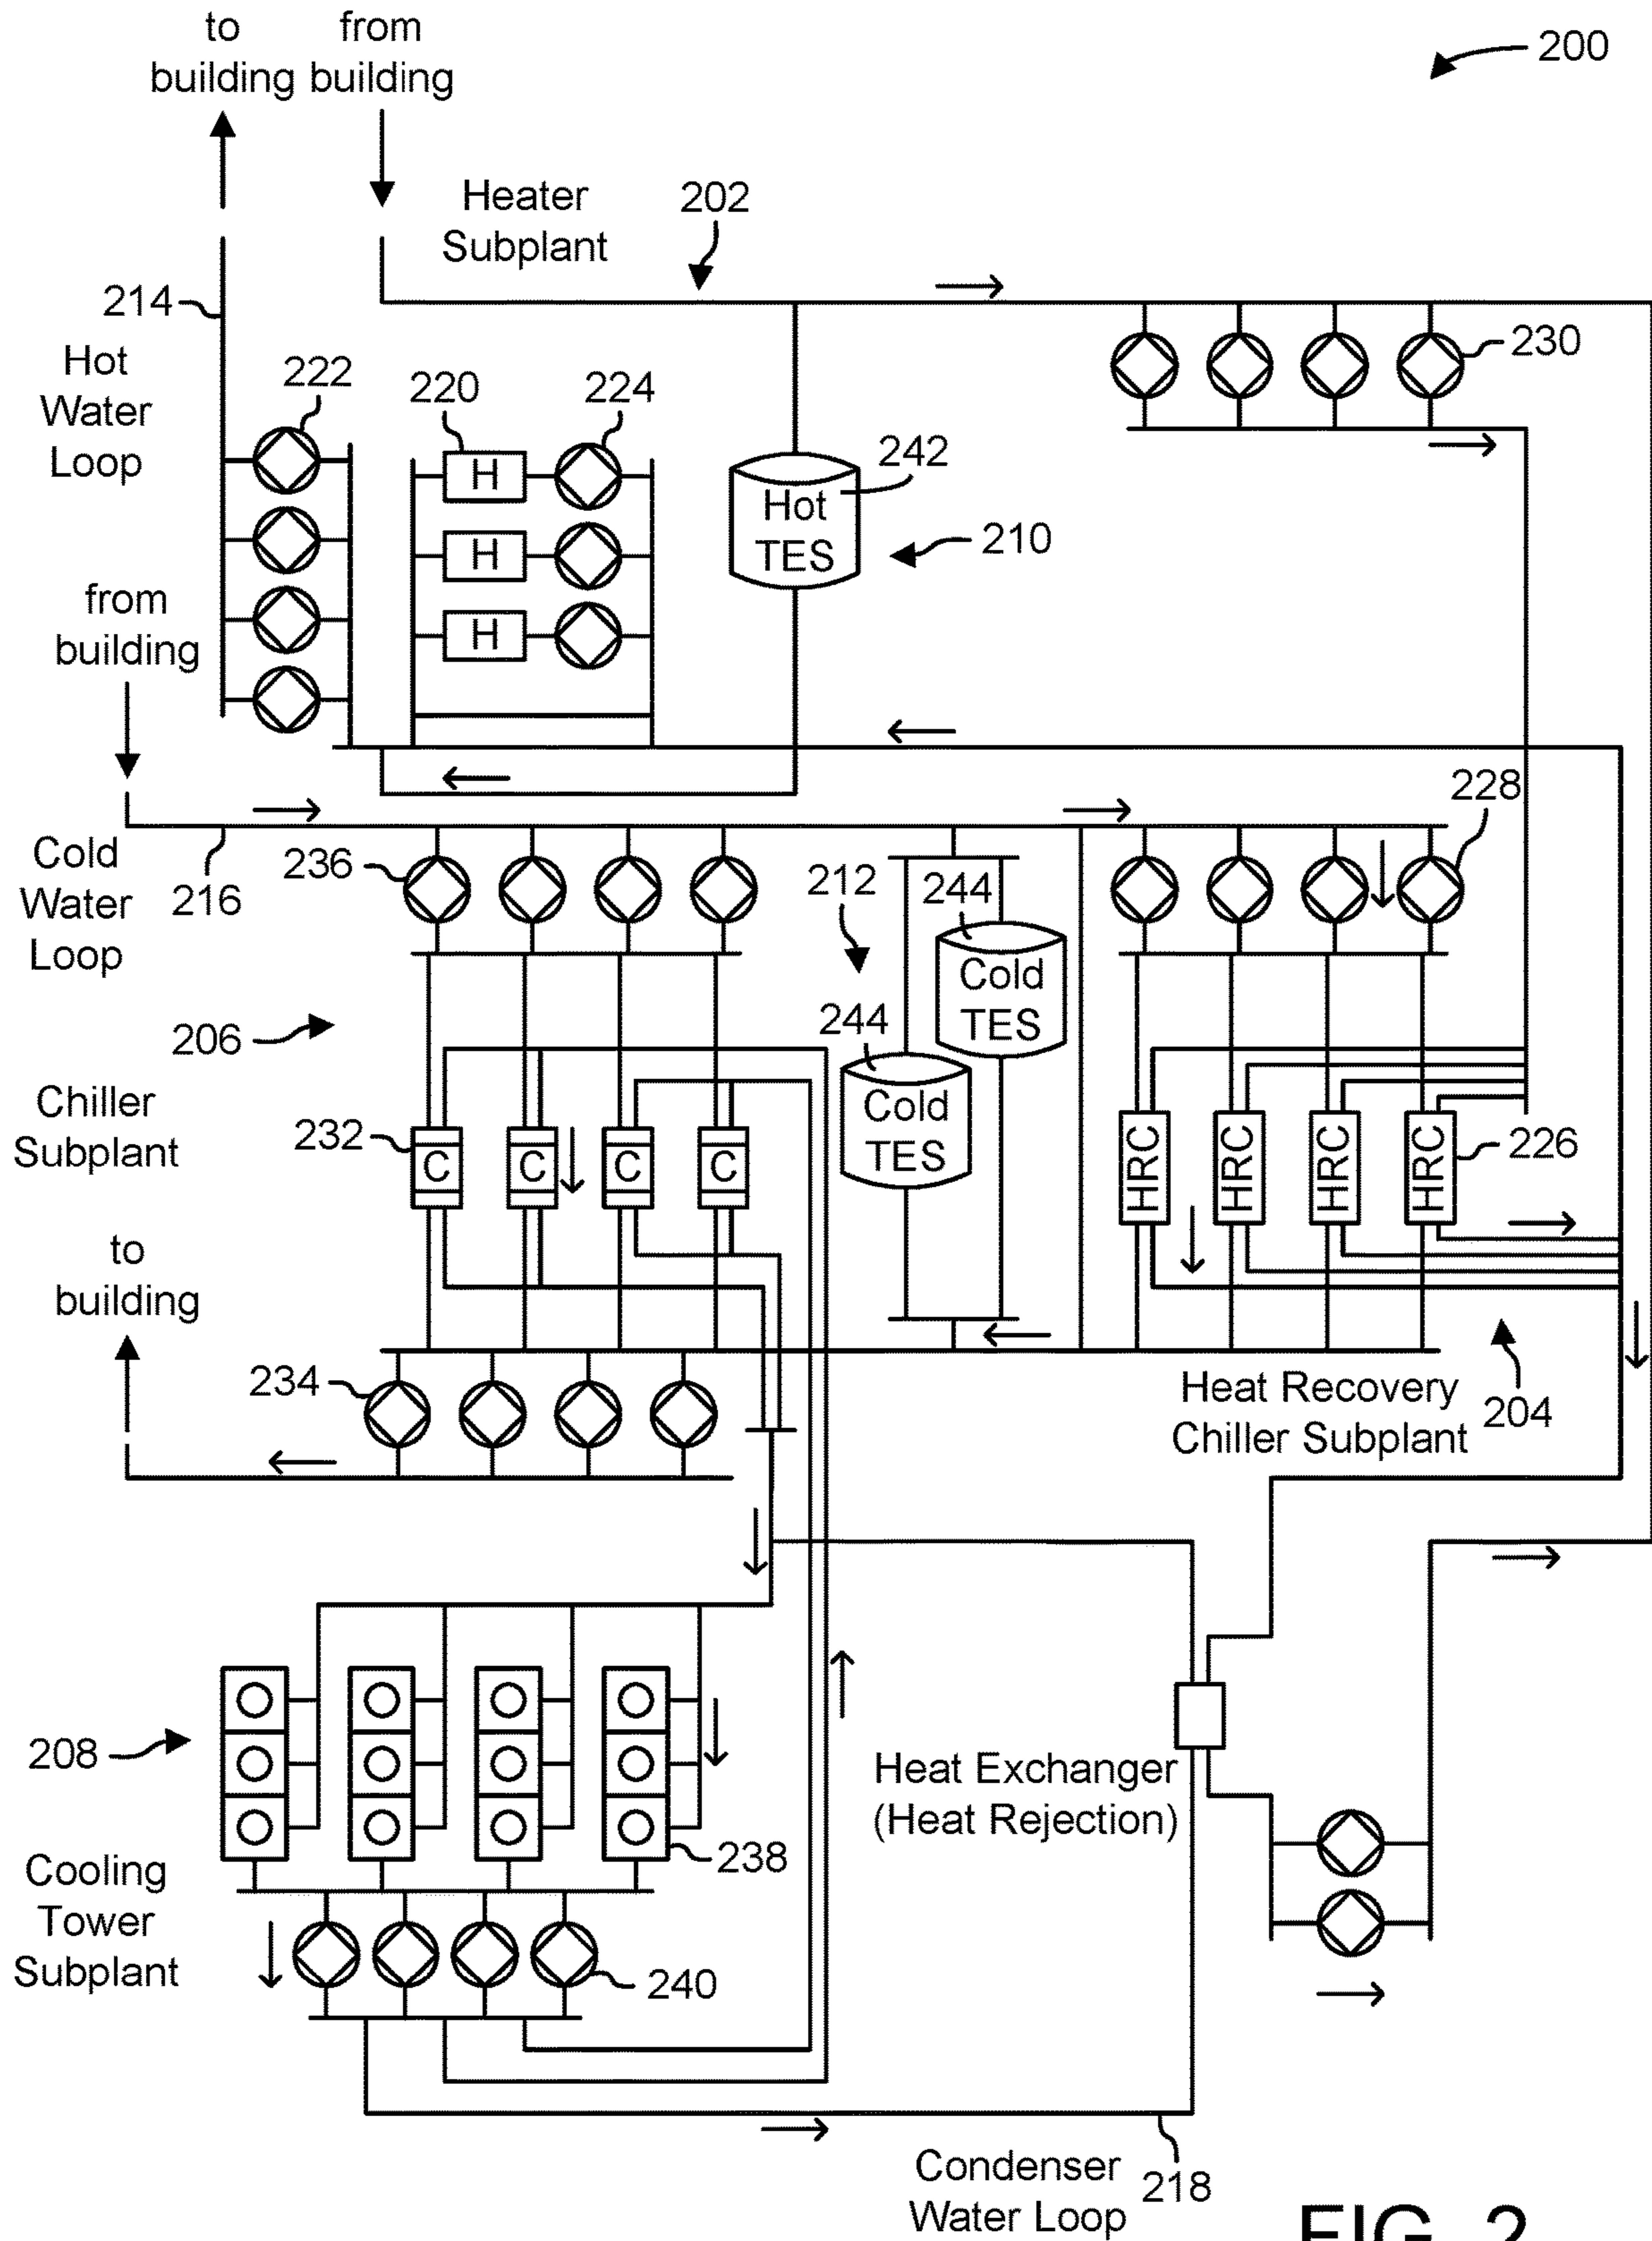 to
building
from
building
200
Heater
Subplant
202
214
Hot
Water
Loop
222
220
224
230
H
H
H
242
Hot
TES
210
from
building
228
Cold
Water
Loop
216
236
212
244
Cold
TES
244
Cold
TES
206
Chiller
Subplant
232
C
C
C
C
HRC
HRC
HRC
HRC
226
to
building
234
Heat Recovery
Chiller Subplant
204
208
Heat Exchanger
(Heat Rejection)
238
Cooling
Tower
Subplant
240
Condenser
Water Loop
218
FIG. 2